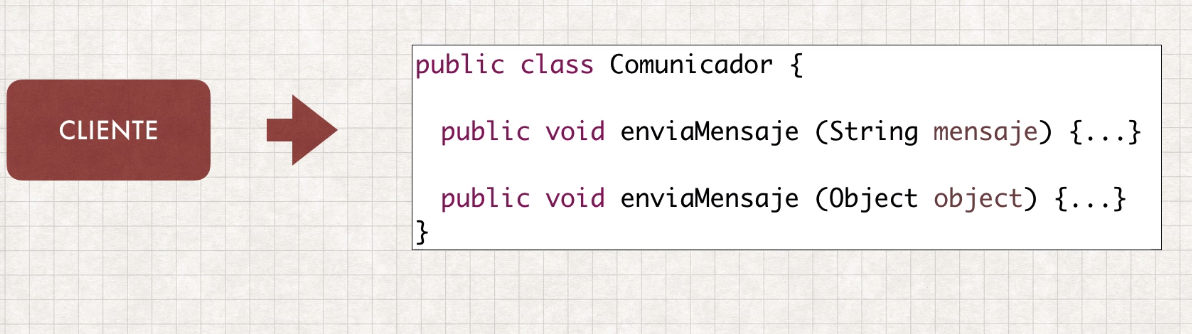 CLIENTE
public class Comunicador {
public void enviaMensaje (String mensaje) {...}
public void enviaMensaje (Object object) {...}
}